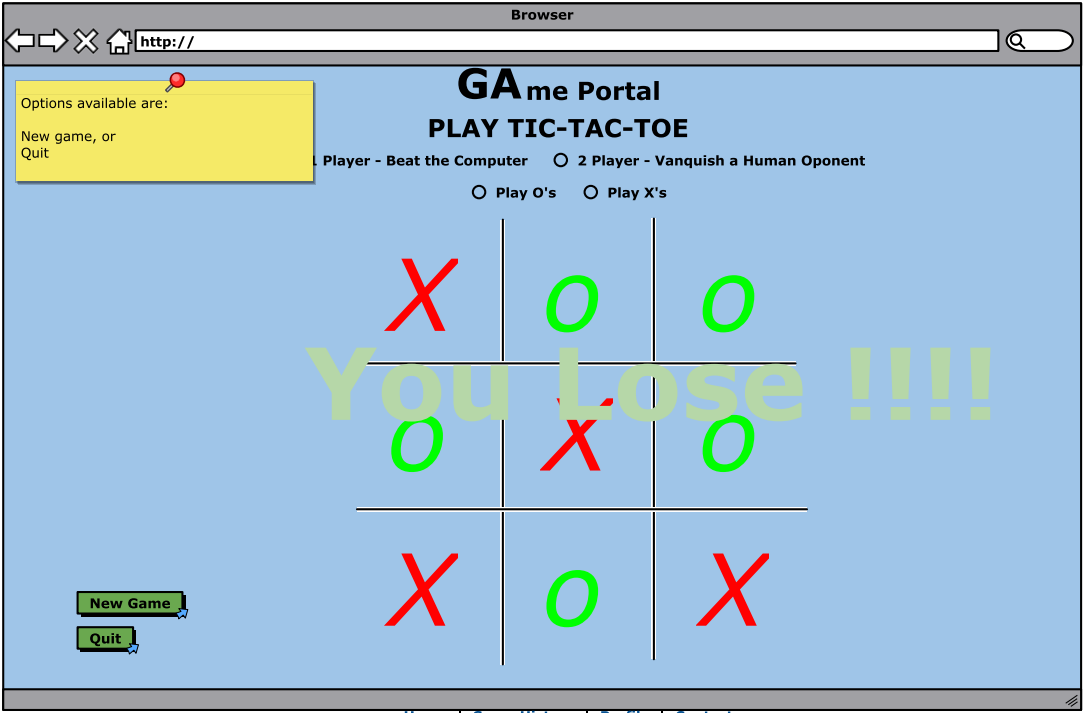 Browser
http://
Options available are:
New game, or
Quit
GAme Portal
PLAY TIC-TAC-TOE
1 Player - Beat the Computer 2 Player - Vanquish a Human Oponent
Play O's Play X's
X O O
You Lose !!!!
O X O
X O X
New Game
Quit